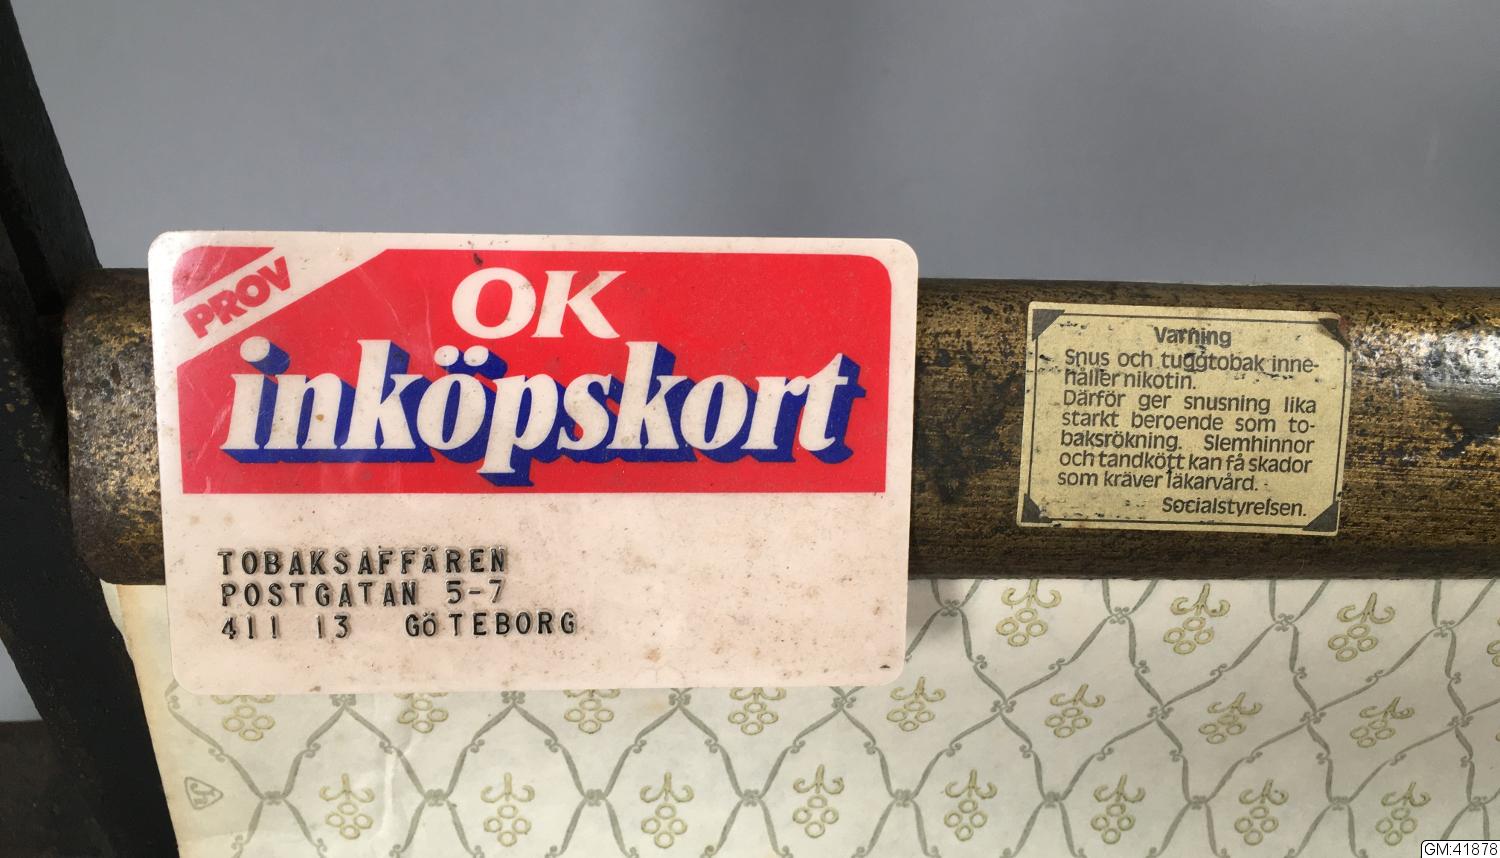 PROV
OK
inköpskort
TOBAKSAFFÄREN
POSTGATAN 5-7
411 13 GÖTEBORG
Varning
Snus och tuggtobak inne-
håller nikotin.
Därför ger snusning lika
starkt beroende som to-
baksrökning. Slemhinnor
och tandkött kan få skador
som kräver läkarvård.
Socialstyrelsen.
GM:41878